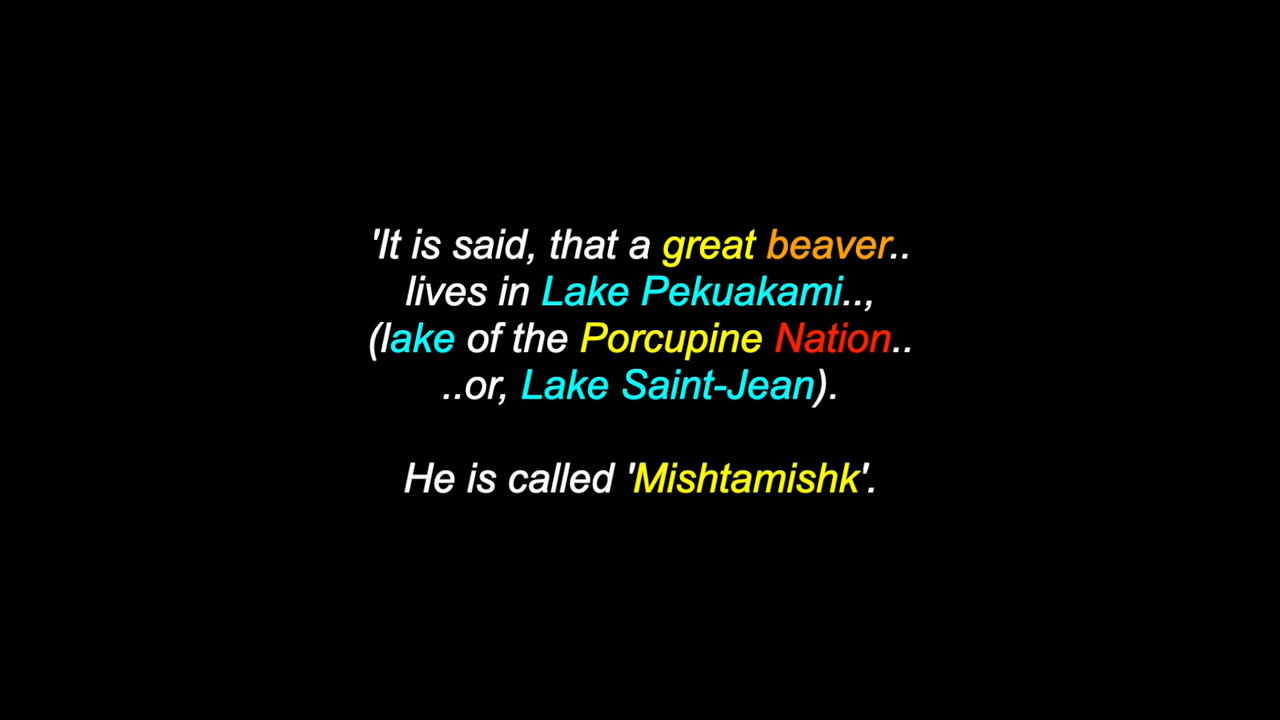 'It is said, that a great beaver..
lives in Lake Pekuakami..,
(lake of the Porcupine Nation..
..or, Lake Saint-Jean).
He is called 'Mishtamishk'.